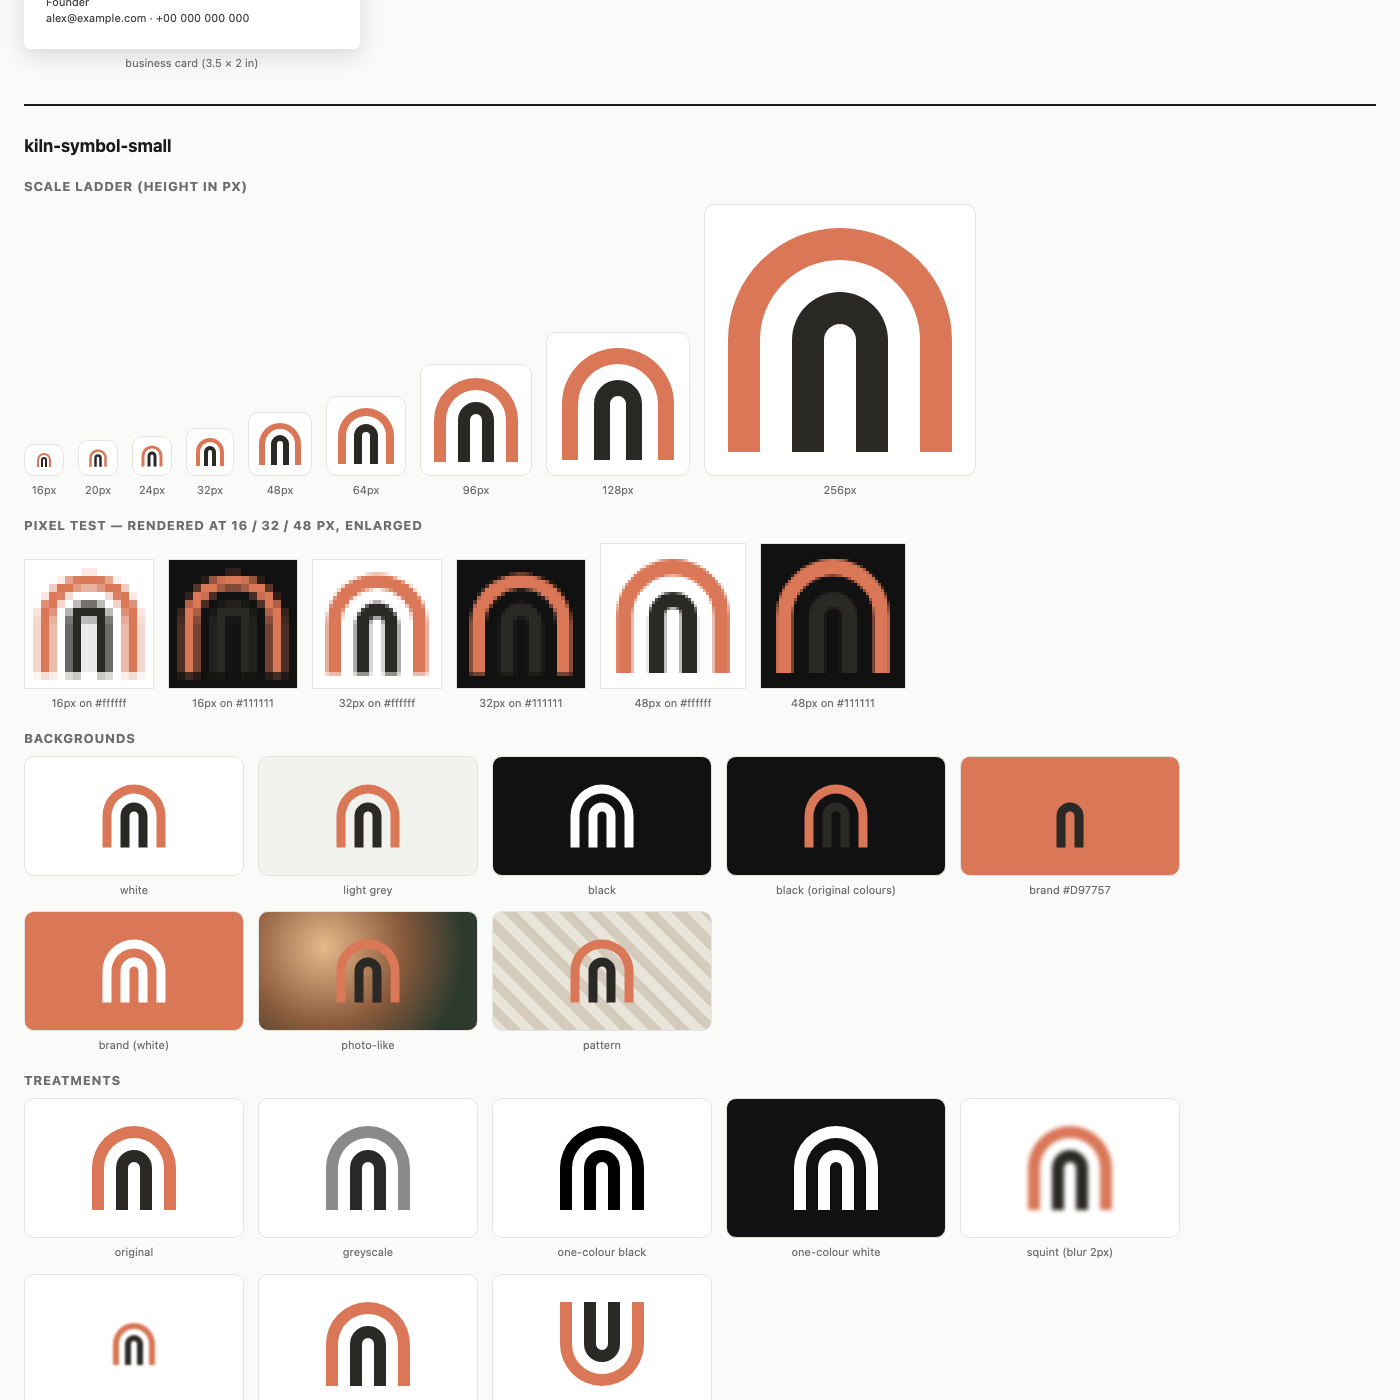 Founder
alex@example.com · +00 000 000 000
business card (3.5 × 2 in)
kiln-symbol-small
SCALE LADDER (HEIGHT IN PX)
16px 20px 24px 32px 48px 64px 96px 128px 256px
PIXEL TEST — RENDERED AT 16 / 32 / 48 PX, ENLARGED
16px on #ffffff 16px on #111111 32px on #ffffff 32px on #111111 48px on #ffffff 48px on #111111
BACKGROUNDS
white light grey black black (original colours) brand #D97757
brand (white) photo-like pattern
TREATMENTS
original greyscale one-colour black one-colour white squint (blur 2px)